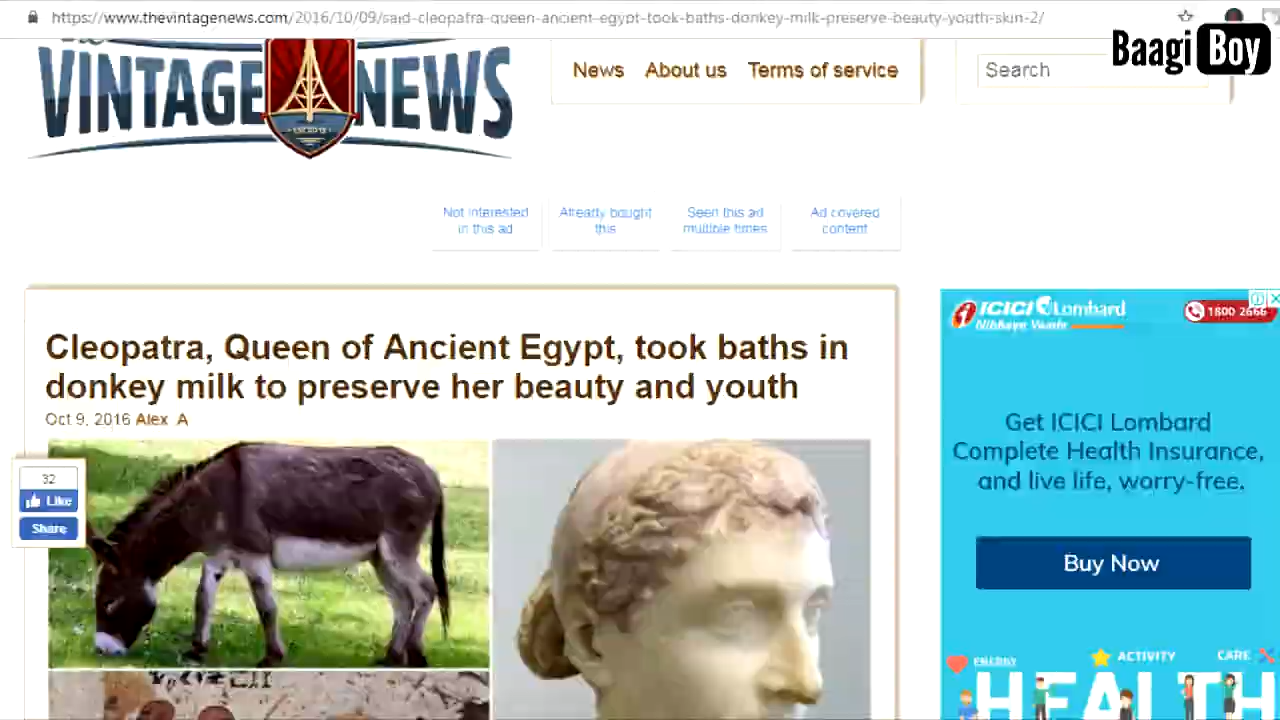 https://www.thevintagenews.com/2016/10/09/said-cleopatra-queen-ancient-egypt-took-baths-donkey-milk-preserve-beauty-youth-skin-2/
Baagi Boy
VINTAGE NEWS
News About us Terms of service
Search
Not interested in this ad
Already bought this
Seen this ad multiple times
Ad covered content
Cleopatra, Queen of Ancient Egypt, took baths in
donkey milk to preserve her beauty and youth
Oct 9, 2016 Alex A
32
Like
Share
ICICI Lombard
Nibhaye Vaade
1800 2666
Get ICICI Lombard
Complete Health Insurance,
and live life, worry-free.
Buy Now
ENERGY ACTIVITY CARE
HEALTH